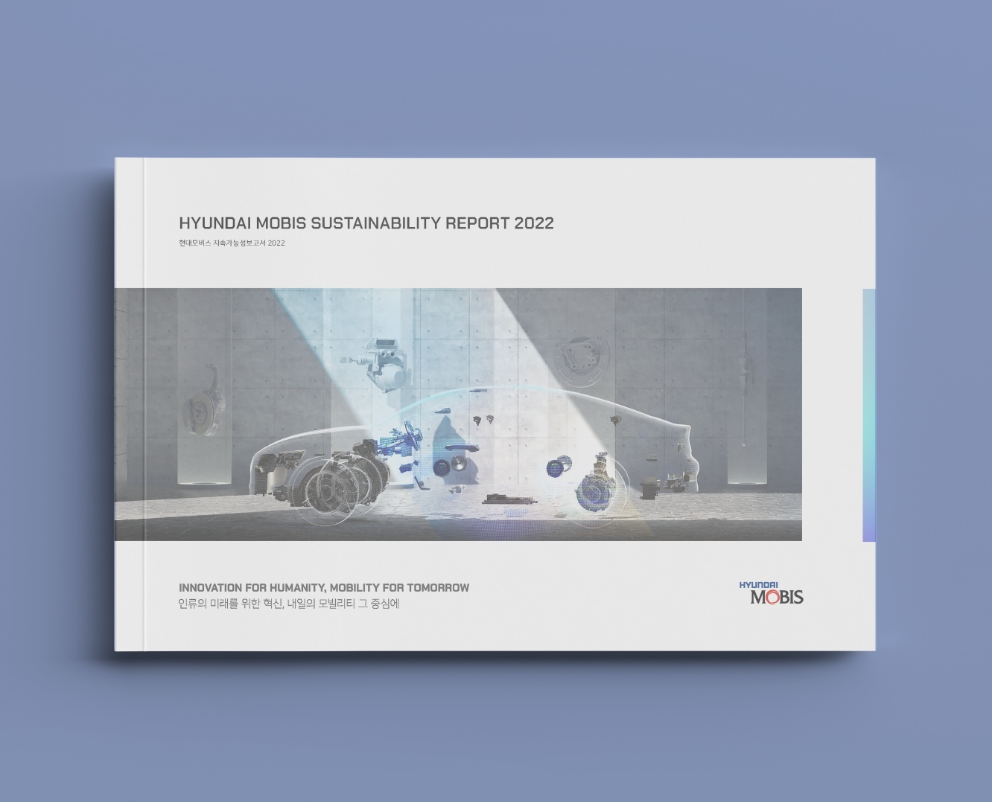 HYUNDAI MOBIS SUSTAINABILITY REPORT 2022
현대모비스 지속가능성보고서 2022
INNOVATION FOR HUMANITY, MOBILITY FOR TOMORROW
인류의 미래를 위한 혁신, 내일의 모빌리티 그 중심에
HYUNDAI
MOBIS